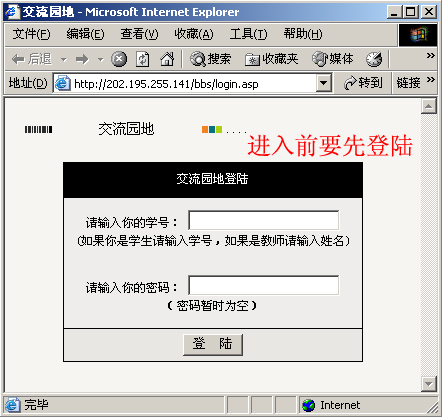 交流园地 - Microsoft Internet Explorer
文件(F) 编辑(E) 查看(V) 收藏(A) 工具(T) 帮助(H)
后退 搜索 收藏夹 媒体
地址(D) http://202.195.255.141/bbs/login.asp 转到 链接 »
交流园地 ....
进入前要先登陆
交流园地登陆
请输入你的学号：
(如果你是学生请输入学号，如果是教师请输入姓名)
请输入你的密码：
(密码暂时为空)
登 陆
完毕 Internet